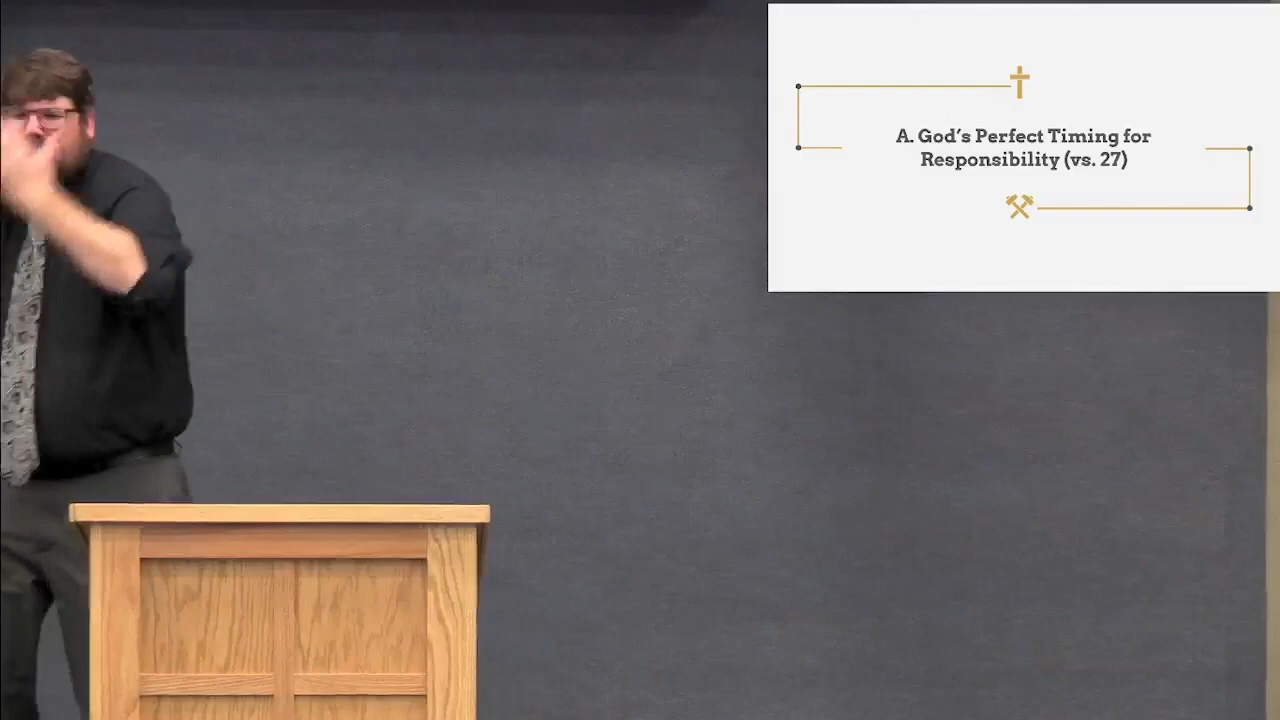 A. God's Perfect Timing for
Responsibility (vs. 27)